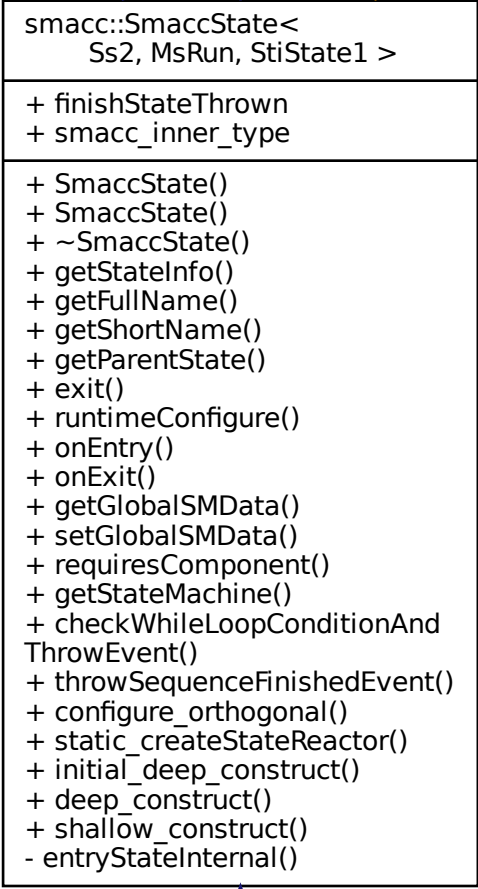 smacc::SmaccState<
Ss2, MsRun, StiState1 >
+ finishStateThrown
+ smacc_inner_type
+ SmaccState()
+ SmaccState()
+ ~SmaccState()
+ getStateInfo()
+ getFullName()
+ getShortName()
+ getParentState()
+ exit()
+ runtimeConfigure()
+ onEntry()
+ onExit()
+ getGlobalSMData()
+ setGlobalSMData()
+ requiresComponent()
+ getStateMachine()
+ checkWhileLoopConditionAnd
ThrowEvent()
+ throwSequenceFinishedEvent()
+ configure_orthogonal()
+ static_createStateReactor()
+ initial_deep_construct()
+ deep_construct()
+ shallow_construct()
- entryStateInternal()